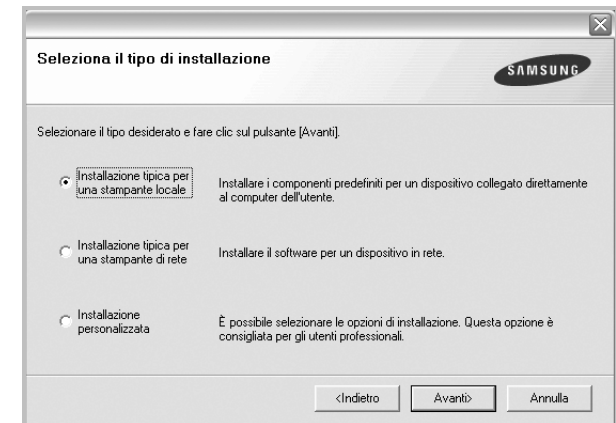 Seleziona il tipo di installazione
SAMSUNG
Selezionare il tipo desiderato e fare clic sul pulsante [Avanti].
Installazione tipica per
una stampante locale
Installare i componenti predefiniti per un dispositivo collegato direttamente
al computer dell'utente.
Installazione tipica per
una stampante di rete
Installare il software per un dispositivo in rete.
Installazione
personalizzata
È possibile selezionare le opzioni di installazione. Questa opzione è
consigliata per gli utenti professionali.
<Indietro
Avanti>
Annulla